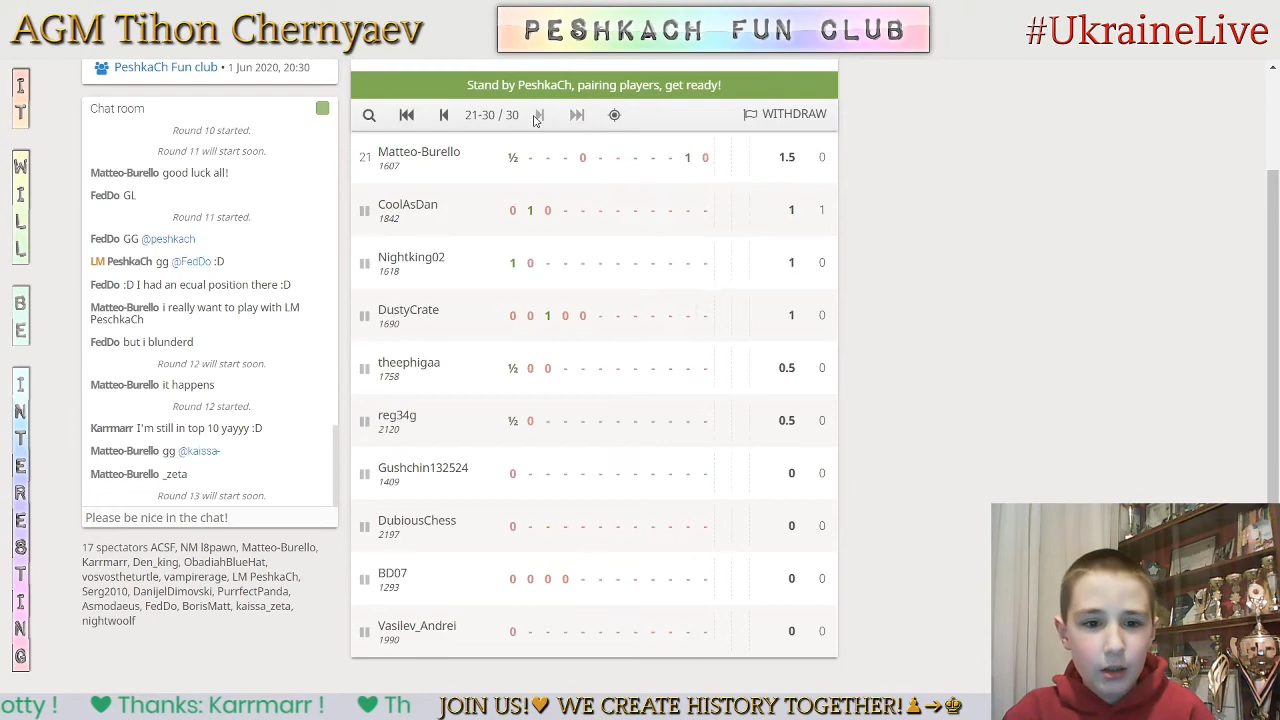 AGM Tihon Chernyaev
PESHKACH FUN CLUB
#UkraineLive
IT
WILL
BE
INTERESTING
PeshkaCh Fun club • 1 Jun 2020, 20:30
Chat room
Round 10 started.
Round 11 will start soon.
Matteo-Burello good luck all!
FedDo GL
Round 11 started.
FedDo GG @peshkach
LM PeshkaCh gg @FedDo :D
FedDo :D I had an ecual position there :D
Matteo-Burello i really want to play with LM
PeschkaCh
FedDo but i blunderd
Round 12 will start soon.
Matteo-Burello it happens
Round 12 started.
Karrmarr I'm still in top 10 yayyy :D
Matteo-Burello gg @kaissa-
Matteo-Burello _zeta
Round 13 will start soon.
Please be nice in the chat!
17 spectators ACSF, NM l8pawn, Matteo-Burello,
Karrmarr, Den_king, ObadiahBlueHat,
vosvostheturtle, vampirerage, LM PeshkaCh,
Serg2010, DanijelDimovski, PurrfectPanda,
Asmodaeus, FedDo, BorisMatt, kaissa_zeta,
nightwoolf
Stand by PeshkaCh, pairing players, get ready!
21-30 / 30
WITHDRAW
21 Matteo-Burello 1607 ½ - - - 0 - - - - - 1 0 1.5 0
CoolAsDan 1842 0 1 0 - - - - - - - - - 1 1
Nightking02 1618 1 0 - - - - - - - - - - 1 0
DustyCrate 1690 0 0 1 0 0 - - - - - - - 1 0
theephigaa 1758 ½ 0 0 - - - - - - - - - 0.5 0
reg34g 2120 ½ 0 - - - - - - - - - - 0.5 0
Gushchin132524 1409 0 - - - - - - - - - - - 0 0
DubiousChess 2197 0 - - - - - - - - - - - 0 0
BD07 1293 0 0 0 0 - - - - - - - - 0 0
Vasilev_Andrei 1990 0 - - - - - - - - - - - 0 0
otty ! Thanks: Karrmarr ! Th
JOIN US! WE CREATE HISTORY TOGETHER!